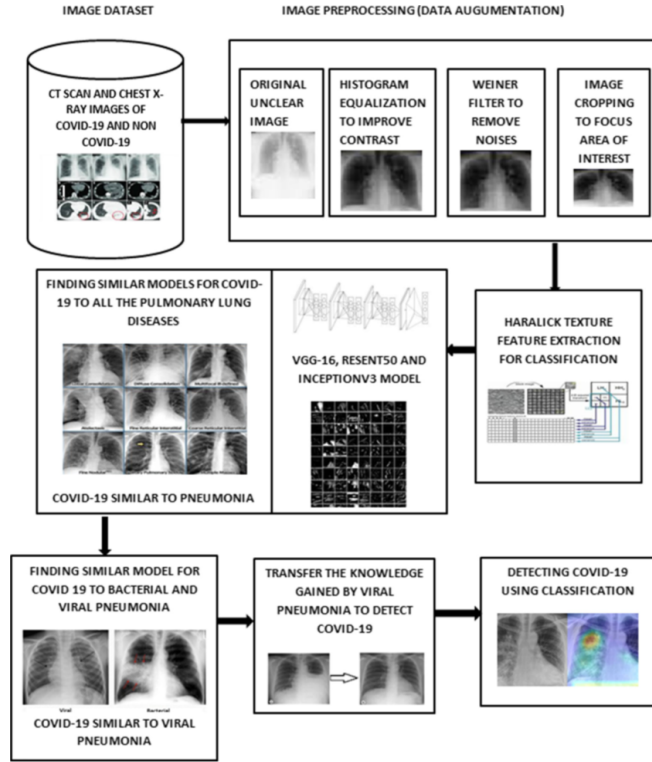 IMAGE DATASET
IMAGE PREPROCESSING (DATA AUGUMENTATION)
CT SCAN AND CHEST X-
RAY IMAGES OF
COVID-19 AND NON
COVID-19
ORIGINAL
UNCLEAR
IMAGE
HISTOGRAM
EQUALIZATION
TO IMPROVE
CONTRAST
WEINER
FILTER TO
REMOVE
NOISES
IMAGE
CROPPING
TO FOCUS
AREA OF
INTEREST
FINDING SIMILAR MODELS FOR COVID-
19 TO ALL THE PULMONARY LUNG
DISEASES
COVID-19 SIMILAR TO PNEUMONIA
VGG-16, RESENT50 AND
INCEPTIONV3 MODEL
HARALICK TEXTURE
FEATURE EXTRACTION
FOR CLASSIFICATION
FINDING SIMILAR MODEL FOR
COVID 19 TO BACTERIAL AND
VIRAL PNEUMONIA
Viral
Bacterial
COVID-19 SIMILAR TO VIRAL
PNEUMONIA
TRANSFER THE KNOWLEDGE
GAINED BY VIRAL
PNEUMONIA TO DETECT
COVID-19
DETECTING COVID-19
USING CLASSIFICATION